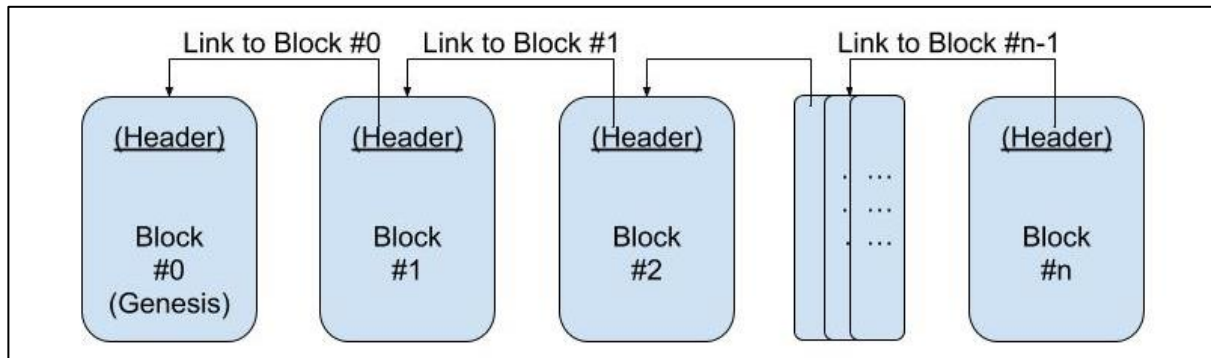 Link to Block #0
Link to Block #1
Link to Block #n-1
(Header)
Block
#0
(Genesis)
(Header)
Block
#1
(Header)
Block
#2
. ...
. ...
. ...
(Header)
Block
#n